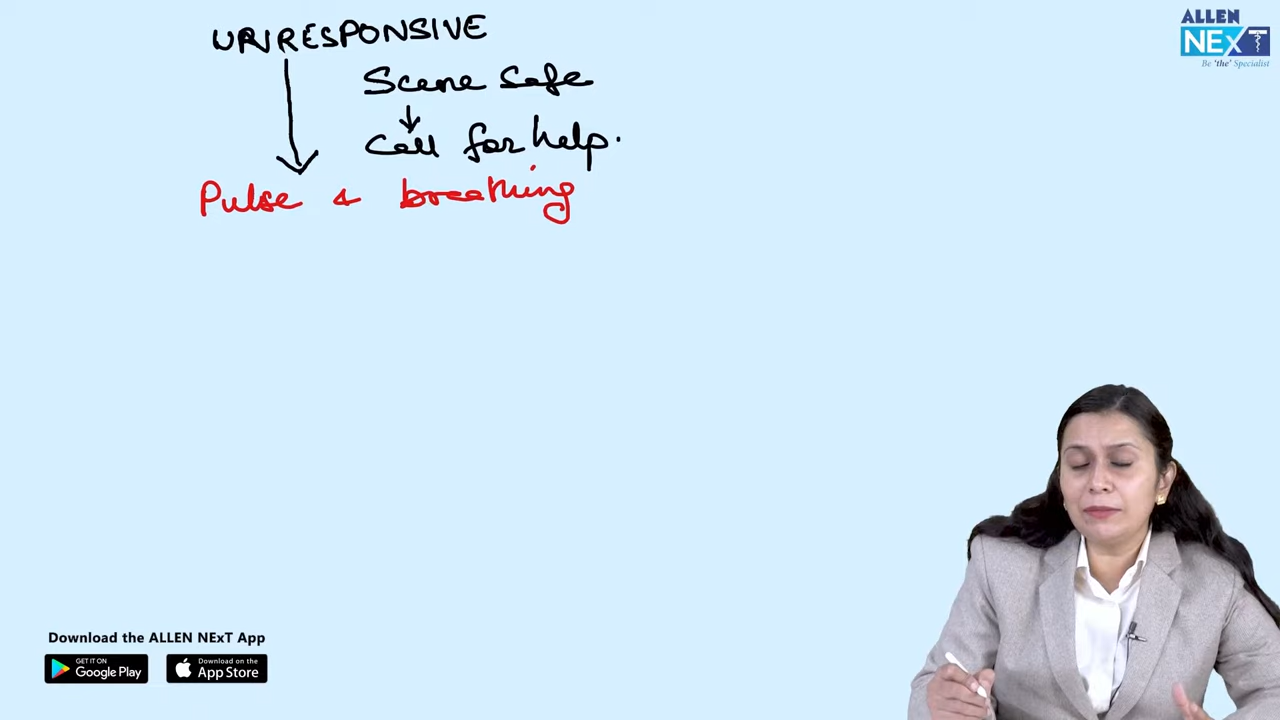 UNRESPONSIVE
Scene safe
↓
Call for help.
Pulse & breathing
ALLEN
NExT
Be 'the' Specialist
Download the ALLEN NExT App
GET IT ON
Google Play
Download on the
App Store